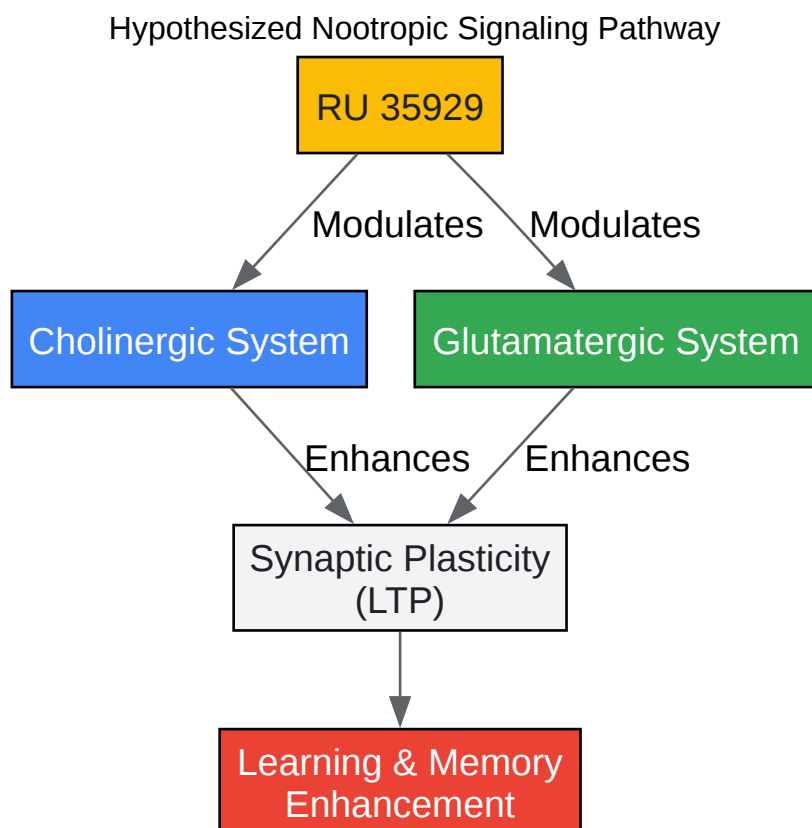 Hypothesized Nootropic Signaling Pathway
RU 35929
Modulates
Modulates
Cholinergic System
Glutamatergic System
Enhances
Enhances
Synaptic Plasticity
(LTP)
Learning & Memory
Enhancement